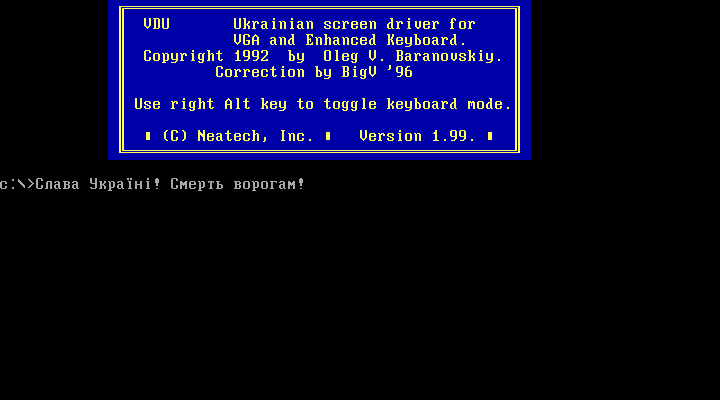 VDU Ukrainian screen driver for
VGA and Enhanced Keyboard.
Copyright 1992 by Oleg V. Baranovskiy.
Correction by BigV '96
Use right Alt key to toggle keyboard mode.
(C) Neatech, Inc. Version 1.99.
c:\>Слава Україні! Смерть ворогам!